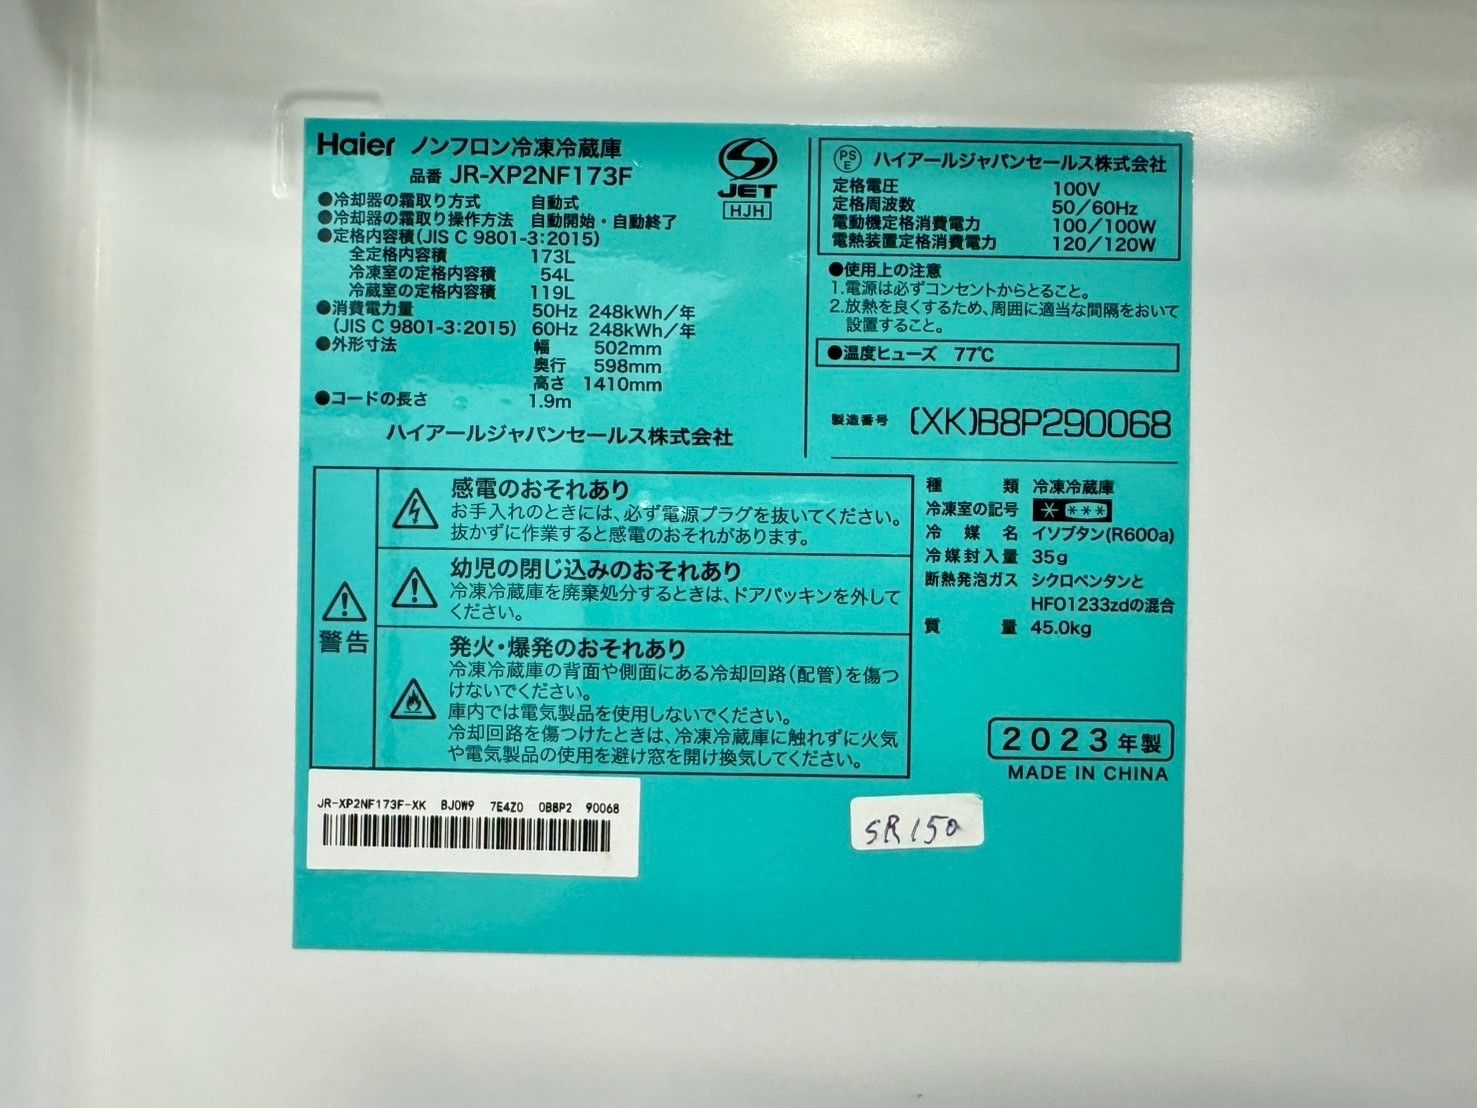 Haier ノンフロン冷凍冷蔵庫
品番 JR-XP2NF173F
●冷却器の霜取り方式 自動式
●冷却器の霜取り操作方法 自動開始・自動終了
●定格内容積(JIS C 9801-3:2015)
全定格内容積 173L
冷凍室の定格内容積 54L
冷蔵室の定格内容積 119L
●消費電力量 50Hz 248kWh/年
(JIS C 9801-3:2015) 60Hz 248kWh/年
●外形寸法 幅 502mm
奥行 598mm
高さ 1410mm
●コードの長さ 1.9m
ハイアールジャパンセールス株式会社
JET
HJH
PSE ハイアールジャパンセールス株式会社
定格電圧 100V
定格周波数 50/60Hz
電動機定格消費電力 100/100W
電熱装置定格消費電力 120/120W
●使用上の注意
1.電源は必ずコンセントからとること。
2.放熱を良くするため、周囲に適当な間隔をおいて
設置すること。
●温度ヒューズ 77℃
製造番号 (XK)B8P290068
警告
感電のおそれあり
お手入れのときには、必ず電源プラグを抜いてください。
抜かずに作業すると感電のおそれがあります。
幼児の閉じ込みのおそれあり
冷凍冷蔵庫を廃棄処分するときは、ドアパッキンを外して
ください。
発火・爆発のおそれあり
冷凍冷蔵庫の背面や側面にある冷却回路(配管)を傷つ
けないでください。
庫内では電気製品を使用しないでください。
冷却回路を傷つけたときは、冷凍冷蔵庫に触れずに火気
や電気製品の使用を避け窓を開け換気してください。
種類 冷凍冷蔵庫
冷凍室の記号 * ***
冷媒名 イソブタン(R600a)
冷媒封入量 35g
断熱発泡ガス シクロペンタンと
HFO1233zdの混合
質量 45.0kg
2023年製
MADE IN CHINA
JR-XP2NF173F-XK BJ0W9 7E4Z0 0B8P2 90068
SR150